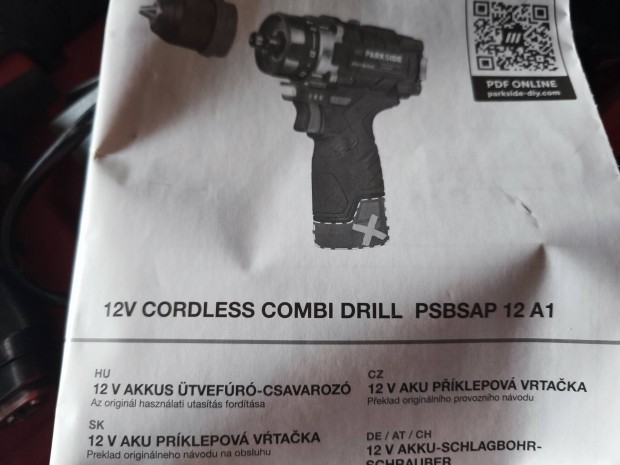 PARKSIDE
PDF ONLINE
parkside-diy.com
12V CORDLESS COMBI DRILL PSBSAP 12 A1
HU
12 V AKKUS ÜTVEFÚRÓ-CSAVAROZÓ
Az originál használati utasítás fordítása
CZ
12 V AKU PŘÍKLEPOVÁ VRTAČKA
Překlad originálního provozního návodu
SK
12 V AKU PRÍKLEPOVÁ VŔTAČKA
Preklad originálneho návodu na obsluhu
DE / AT / CH
12 V AKKU-SCHLAGBOHR-
SCHRAUBER